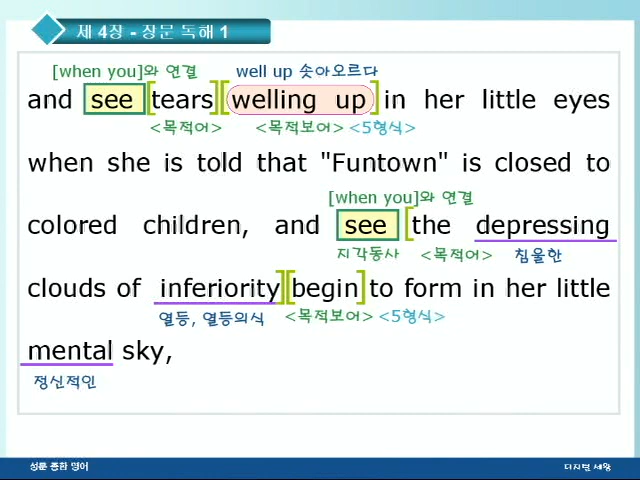 제 4장 - 장문 독해 1
[when you]와 연결 well up 솟아오르다
and see [tears][welling up] in her little eyes
<목적어> <목적보어> <5형식>
when she is told that "Funtown" is closed to
[when you]와 연결
colored children, and see [the depressing
지각동사 <목적어> 침울한
clouds of inferiority][begin] to form in her little
열등, 열등의식 <목적보어> <5형식>
mental sky,
정신적인
성문 종합 영어 디지털 세왕